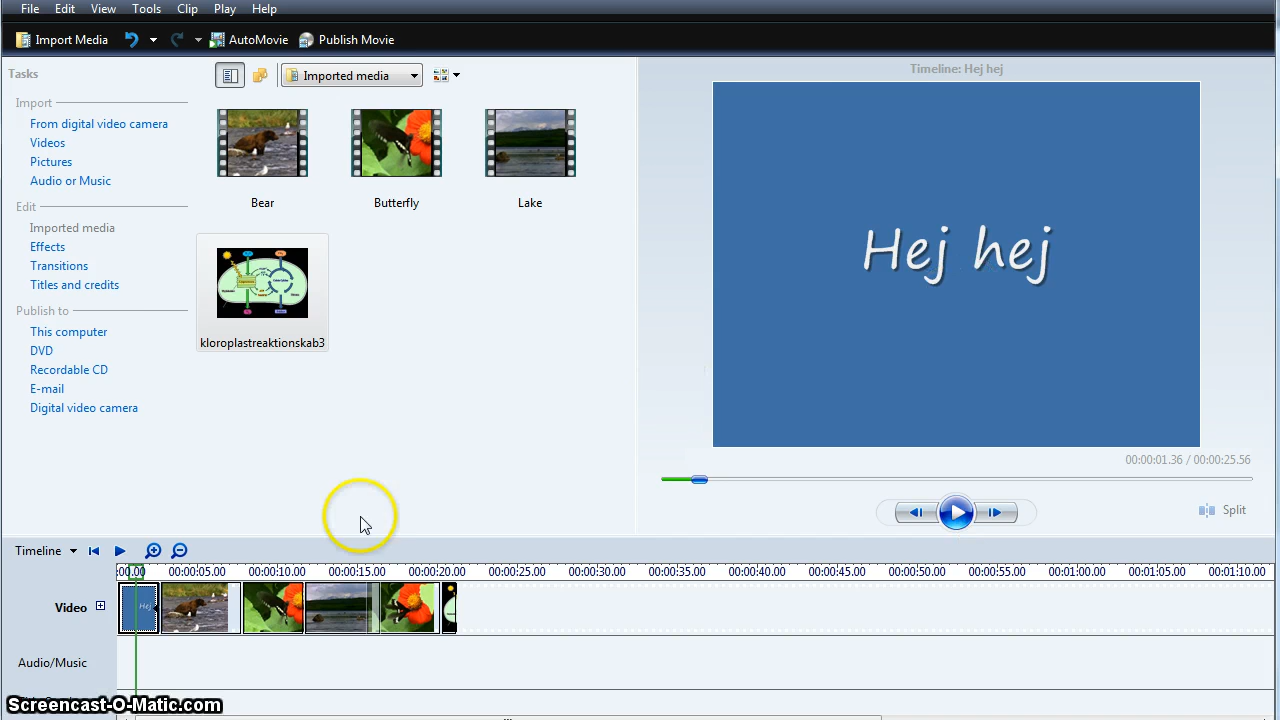 File Edit View Tools Clip Play Help
Import Media AutoMovie Publish Movie
Tasks
Import
From digital video camera
Videos
Pictures
Audio or Music
Edit
Imported media
Effects
Transitions
Titles and credits
Publish to
This computer
DVD
Recordable CD
E-mail
Digital video camera
Imported media
Bear Butterfly Lake
kloroplastreaktionskab3
Timeline: Hej hej
Hej hej
00:00:01.36 / 00:00:25.56
Split
Timeline
:00.00 00:00:05.00 00:00:10.00 00:00:15.00 00:00:20.00 00:00:25.00 00:00:30.00 00:00:35.00 00:00:40.00 00:00:45.00 00:00:50.00 00:00:55.00 00:01:00.00 00:01:05.00 00:01:10.00
Video
Hej
Audio/Music
Screencast-O-Matic.com